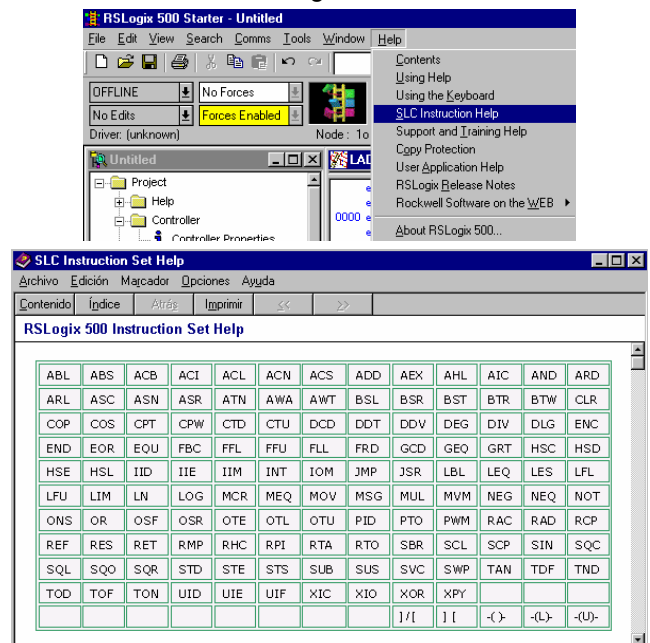 RSLogix 500 Starter - Untitled
File Edit View Search Comms Tools Window Help
OFFLINE No Forces
No Edits Forces Enabled
Driver: (unknown) Node: 1o
Contents
Using Help
Using the Keyboard
SLC Instruction Help
Support and Training Help
Copy Protection
User Application Help
RSLogix Release Notes
Rockwell Software on the WEB
About RSLogix 500...
Untitled
LAD
Project
Help
Controller
Controller Properties
e
e
0000 e
e
SLC Instruction Set Help
Archivo Edición Marcador Opciones Ayuda
Contenido Índice Atrás Imprimir << >>
RSLogix 500 Instruction Set Help
ABL ABS ACB ACI ACL ACN ACS ADD AEX AHL AIC AND ARD
ARL ASC ASN ASR ATN AWA AWT BSL BSR BST BTR BTW CLR
COP COS CPT CPW CTD CTU DCD DDT DDV DEG DIV DLG ENC
END EOR EQU FBC FFL FFU FLL FRD GCD GEQ GRT HSC HSD
HSE HSL IID IIE IIM INT IOM JMP JSR LBL LEQ LES LFL
LFU LIM LN LOG MCR MEQ MOV MSG MUL MVM NEG NEQ NOT
ONS OR OSF OSR OTE OTL OTU PID PTO PWM RAC RAD RCP
REF RES RET RMP RHC RPI RTA RTO SBR SCL SCP SIN SQC
SQL SQO SQR STD STE STS SUB SUS SVC SWP TAN TDF TND
TOD TOF TON UID UIE UIF XIC XIO XOR XPY
]/[ ] [ -( )- -(L)- -(U)-